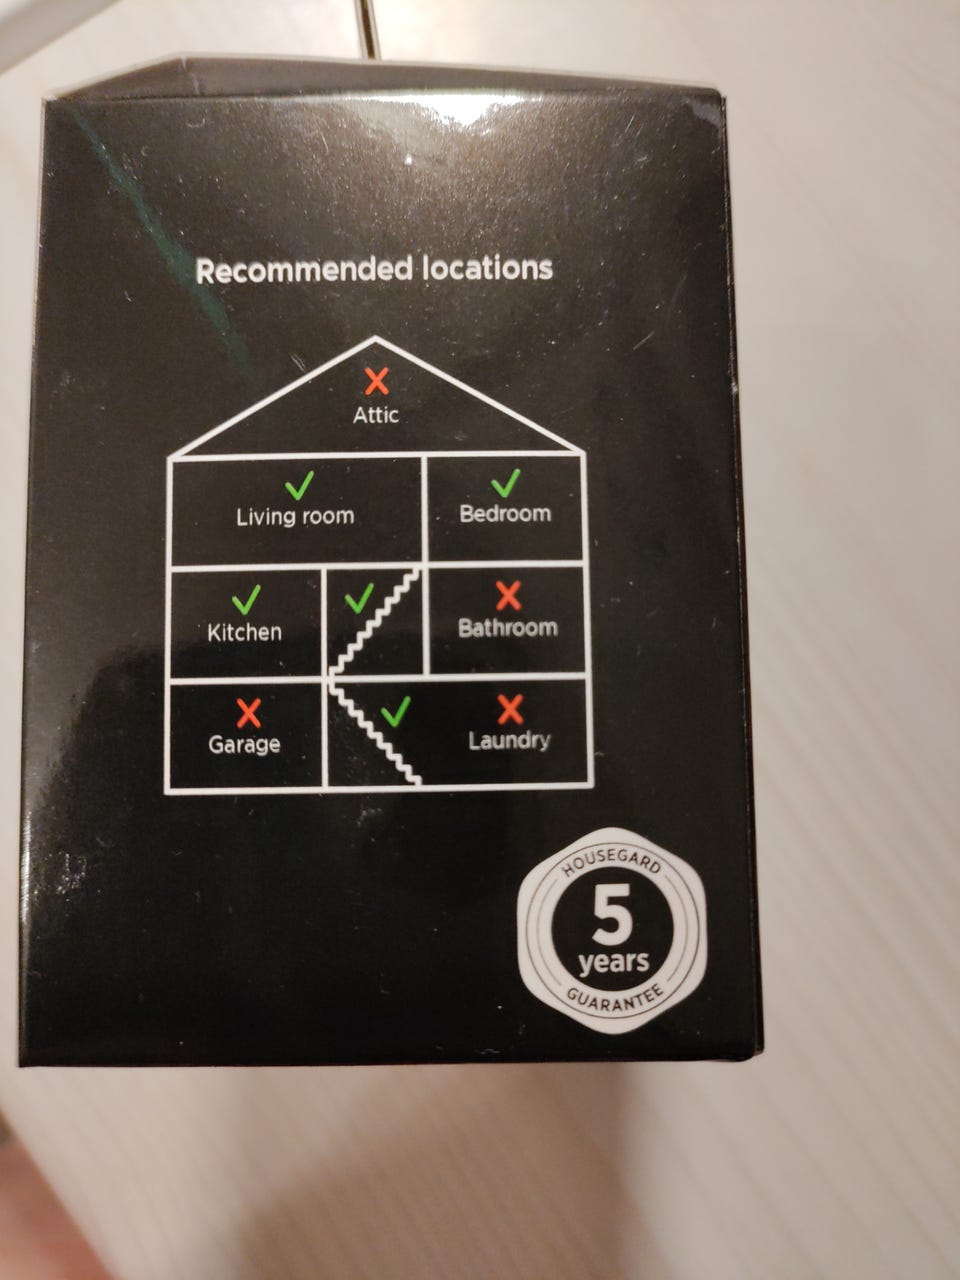 Recommended locations
Attic
Living room
Bedroom
Kitchen
Bathroom
Garage
Laundry
HOUSEGARD
5
years
GUARANTEE